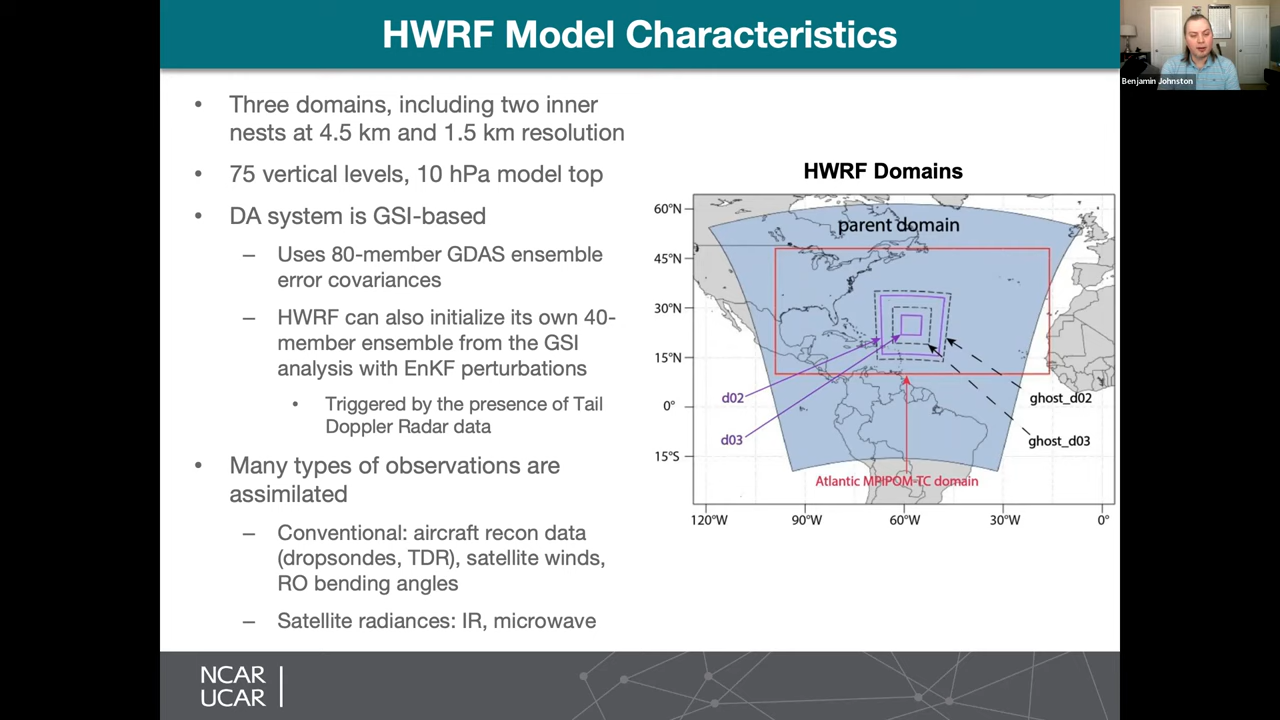 HWRF Model Characteristics
Benjamin Johnston
• Three domains, including two inner
nests at 4.5 km and 1.5 km resolution
• 75 vertical levels, 10 hPa model top
• DA system is GSI-based
– Uses 80-member GDAS ensemble
error covariances
– HWRF can also initialize its own 40-
member ensemble from the GSI
analysis with EnKF perturbations
• Triggered by the presence of Tail
Doppler Radar data
• Many types of observations are
assimilated
– Conventional: aircraft recon data
(dropsondes, TDR), satellite winds,
RO bending angles
– Satellite radiances: IR, microwave
HWRF Domains
60°N
parent domain
45°N
30°N
15°N
d02
ghost_d02
0°
d03
ghost_d03
15°S
Atlantic MPIPOM-TC domain
120°W 90°W 60°W 30°W 0°
NCAR
UCAR